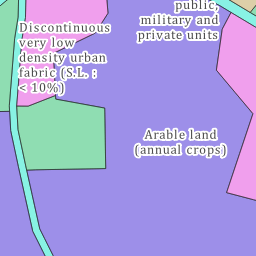 public,
military and
private units
Discontinuous
very low
density urban
fabric (S.L. :
< 10%)
Arable land
(annual crops)